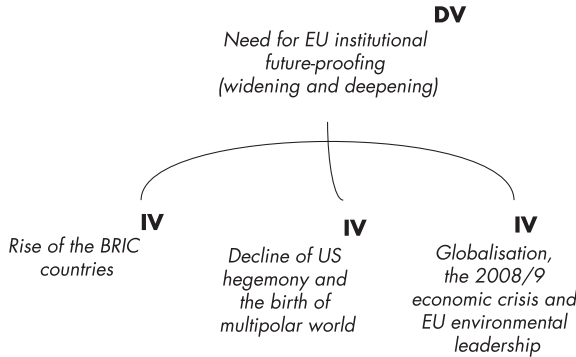 DV
Need for EU institutional
future-proofing
(widening and deepening)
IV
Rise of the BRIC
countries
IV
Decline of US
hegemony and
the birth of
multipolar world
IV
Globalisation,
the 2008/9
economic crisis and
EU environmental
leadership